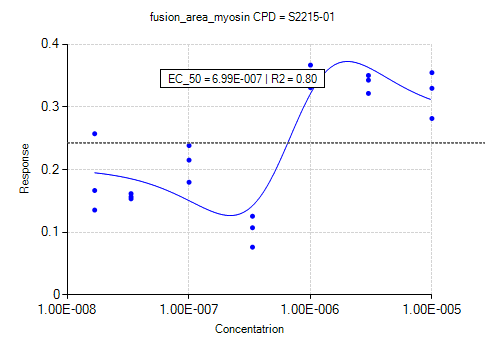 fusion_area_myosin CPD = S2215-01
0.4
EC_50 = 6.99E-007 | R2 = 0.80
0.3
0.2
0.1
0
Response
1.00E-008 1.00E-007 1.00E-006 1.00E-005
Concentatrion